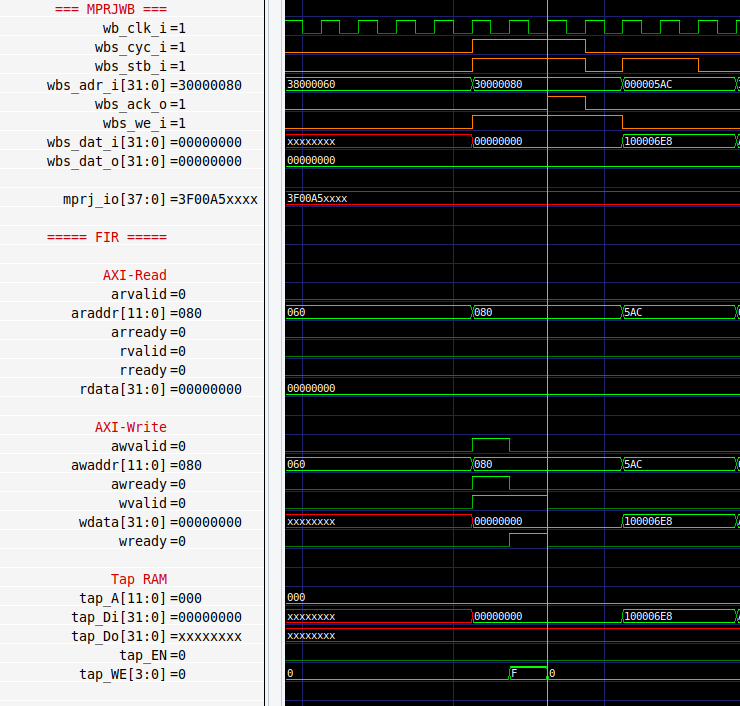 === MPRJWB ===
wb_clk_i=1
wbs_cyc_i=1
wbs_stb_i=1
wbs_adr_i[31:0]=30000080 38000060 30000080 000005AC
wbs_ack_o=1
wbs_we_i=1
wbs_dat_i[31:0]=00000000 xxxxxxxx 00000000 100006E8
wbs_dat_o[31:0]=00000000 00000000
mprj_io[37:0]=3F00A5xxxx 3F00A5xxxx
===== FIR =====
AXI-Read
arvalid=0
araddr[11:0]=080 060 080 5AC
arready=0
rvalid=0
rready=0
rdata[31:0]=00000000 00000000
AXI-Write
awvalid=0
awaddr[11:0]=080 060 080 5AC
awready=0
wvalid=0
wdata[31:0]=00000000 xxxxxxxx 00000000 100006E8
wready=0
Tap RAM
tap_A[11:0]=000 000
tap_Di[31:0]=00000000 xxxxxxxx 00000000 100006E8
tap_Do[31:0]=xxxxxxxx xxxxxxxx
tap_EN=0
tap_WE[3:0]=0 0 F 0